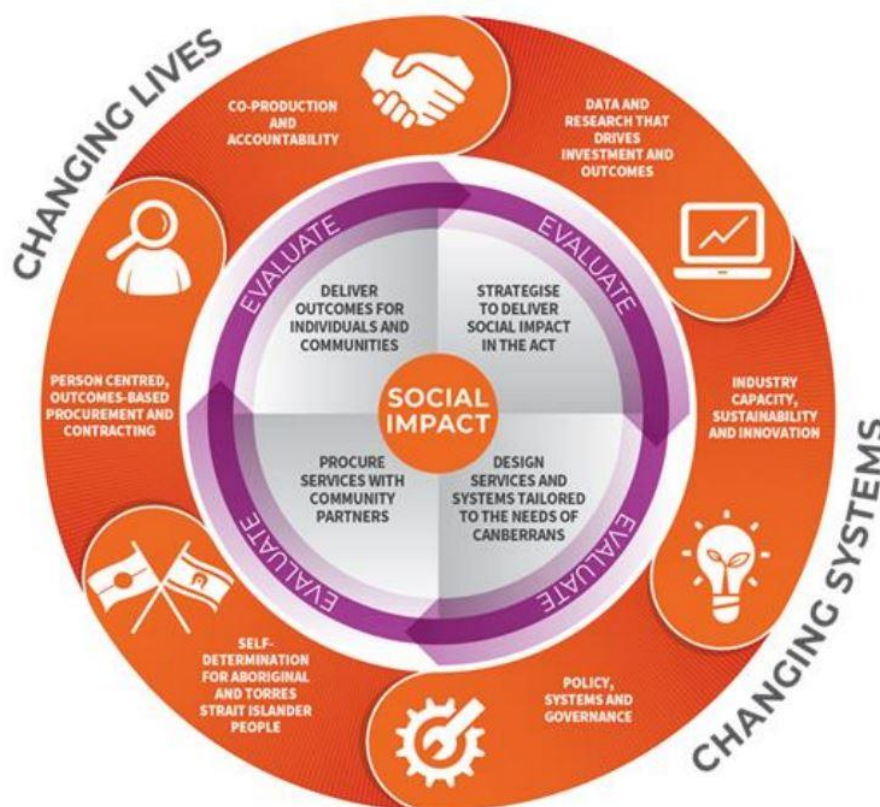 CHANGING LIVES
CO-PRODUCTION
AND
ACCOUNTABILITY
DATA AND
RESEARCH THAT
DRIVES
INVESTMENT AND
OUTCOMES
EVALUATE
EVALUATE
DELIVER
OUTCOMES FOR
INDIVIDUALS AND
COMMUNITIES
STRATEGISE
TO DELIVER
SOCIAL IMPACT
IN THE ACT
PERSON CENTRED,
OUTCOMES-BASED
PROCUREMENT AND
CONTRACTING
SOCIAL
IMPACT
INDUSTRY
CAPACITY,
SUSTAINABILITY
AND INNOVATION
PROCURE
SERVICES WITH
COMMUNITY
PARTNERS
DESIGN
SERVICES AND
SYSTEMS TAILORED
TO THE NEEDS OF
CANBERRANS
EVALUATE
EVALUATE
SELF-
DETERMINATION
FOR ABORIGINAL
AND TORRES
STRAIT ISLANDER
PEOPLE
POLICY,
SYSTEMS AND
GOVERNANCE
CHANGING SYSTEMS